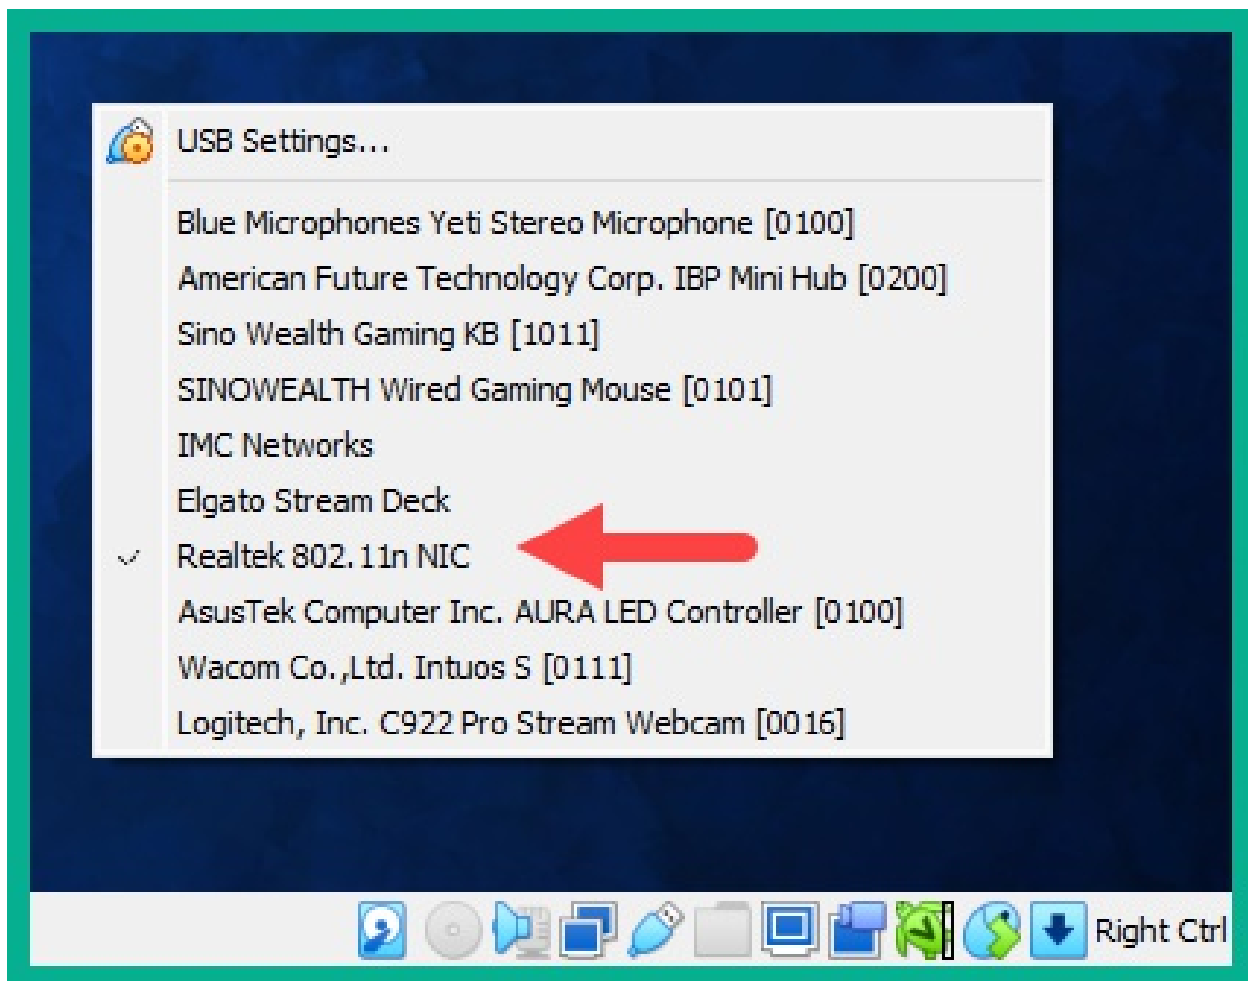 USB Settings...
Blue Microphones Yeti Stereo Microphone [0100]
American Future Technology Corp. IBP Mini Hub [0200]
Sino Wealth Gaming KB [1011]
SINOWEALTH Wired Gaming Mouse [0101]
IMC Networks
Elgato Stream Deck
Realtek 802.11n NIC
AsusTek Computer Inc. AURA LED Controller [0100]
Wacom Co.,Ltd. Intuos S [0111]
Logitech, Inc. C922 Pro Stream Webcam [0016]
Right Ctrl